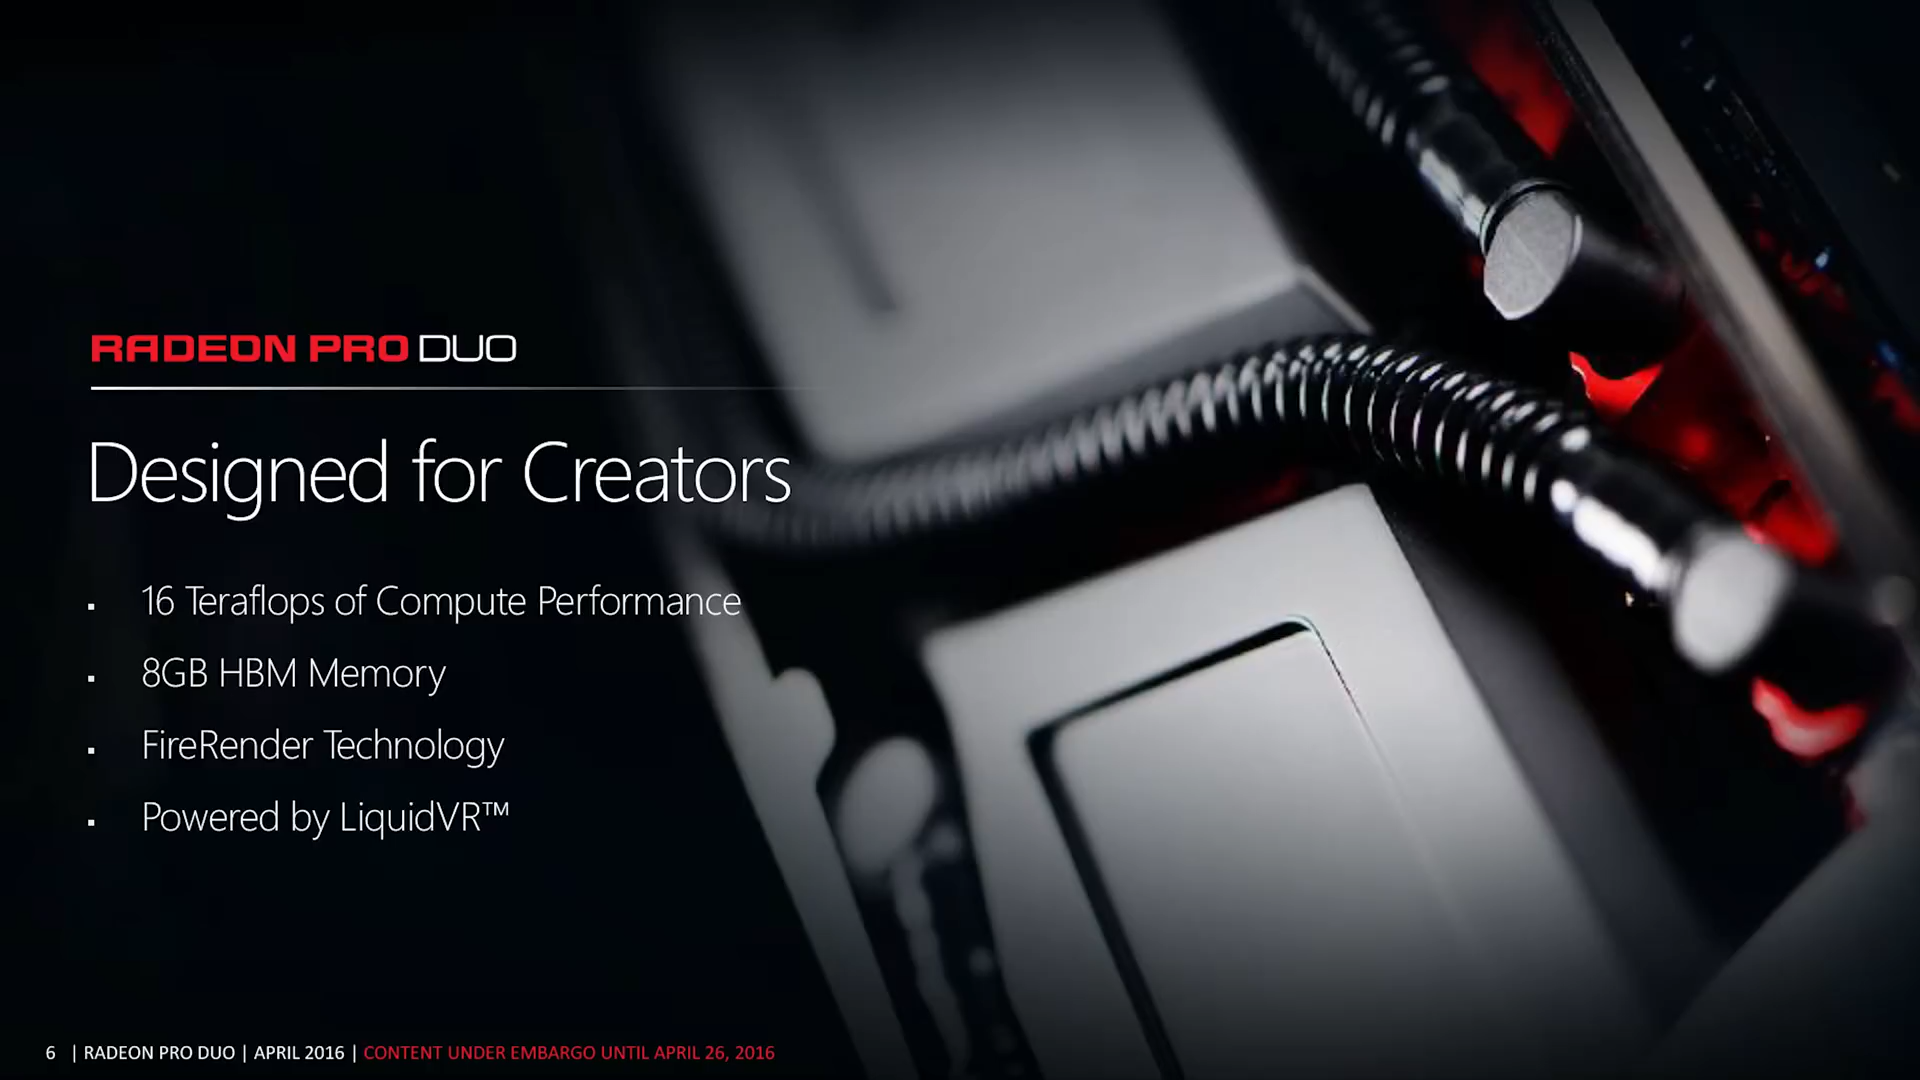 RADEON PRO DUO
Designed for Creators
▪ 16 Teraflops of Compute Performance
▪ 8GB HBM Memory
▪ FireRender Technology
▪ Powered by LiquidVR™
6 | RADEON PRO DUO | APRIL 2016 | CONTENT UNDER EMBARGO UNTIL APRIL 26, 2016